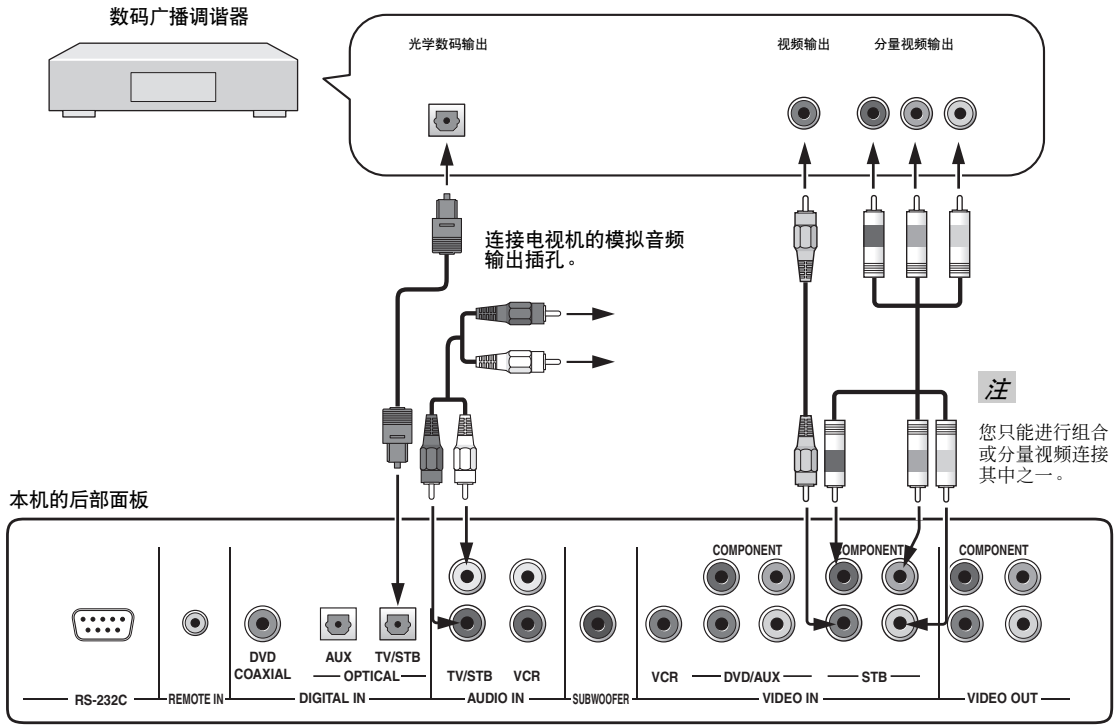 数码广播调谐器
光学数码输出
视频输出
分量视频输出
连接电视机的模拟音频
输出插孔。
注
您只能进行组合
或分量视频连接
其中之一。
本机的后部面板
COMPONENT
COMPONENT
COMPONENT
DVD
COAXIAL
AUX
TV/STB
OPTICAL
TV/STB
VCR
VCR
DVD/AUX
STB
RS-232C
REMOTE IN
DIGITAL IN
AUDIO IN
SUBWOOFER
VIDEO IN
VIDEO OUT